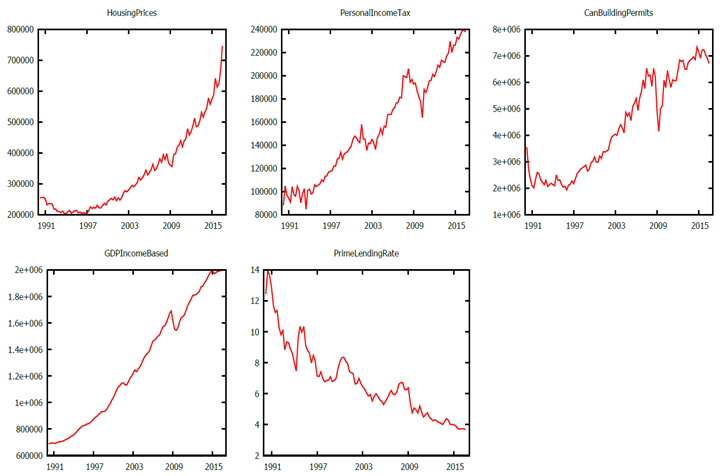 HousingPrices
800000
700000
600000
500000
400000
300000
200000
1991 1997 2003 2009 2015
PersonalIncomeTax
240000
220000
200000
180000
160000
140000
120000
100000
80000
1991 1997 2003 2009 2015
CanBuildingPermits
8e+006
7e+006
6e+006
5e+006
4e+006
3e+006
2e+006
1e+006
1991 1997 2003 2009 2015
GDPIncomeBased
2e+006
1.8e+006
1.6e+006
1.4e+006
1.2e+006
1e+006
800000
600000
1991 1997 2003 2009 2015
PrimeLendingRate
14
12
10
8
6
4
2
1991 1997 2003 2009 2015